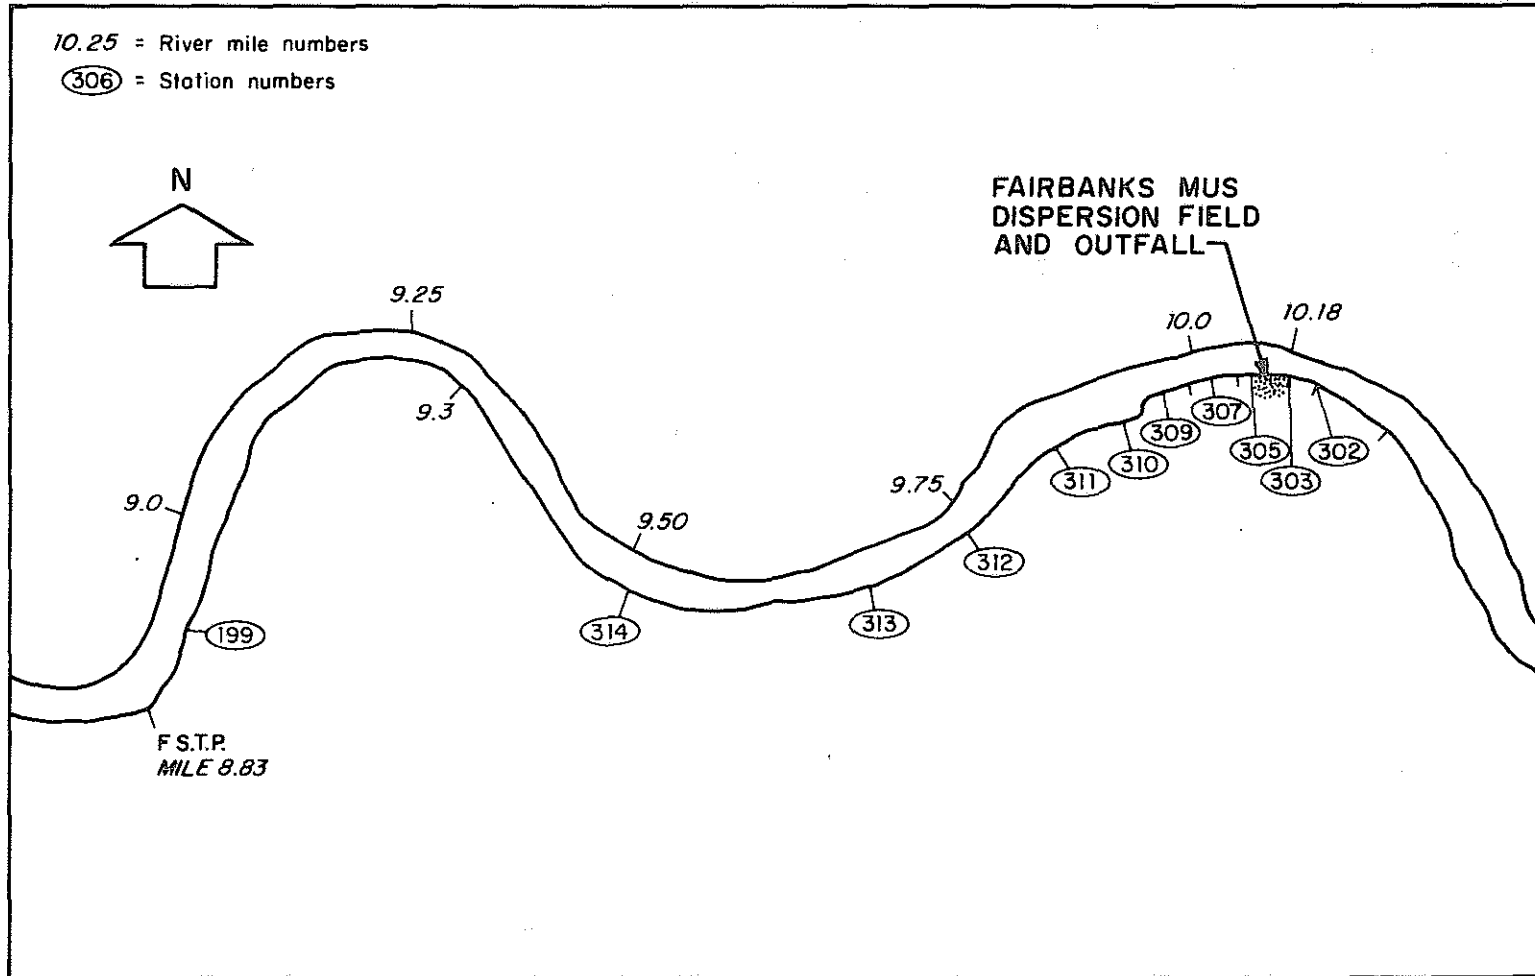 10.25 = River mile numbers
306 = Station numbers
N
FAIRBANKS MUS
DISPERSION FIELD
AND OUTFALL
9.25
10.0
10.18
9.3
307
309
305
302
310
303
311
9.75
9.0
9.50
312
313
314
199
F S.T.P.
MILE 8.83